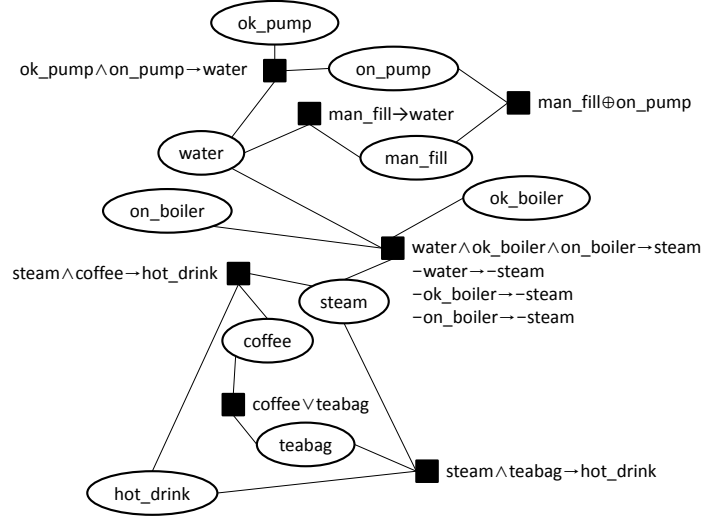 ok_pump
ok_pump∧on_pump→water
on_pump
man_fill⊕on_pump
man_fill→water
water
man_fill
ok_boiler
on_boiler
water∧ok_boiler∧on_boiler→steam
steam∧coffee→hot_drink
−water→−steam
steam
−ok_boiler→−steam
−on_boiler→−steam
coffee
coffee∨teabag
teabag
steam∧teabag→hot_drink
hot_drink